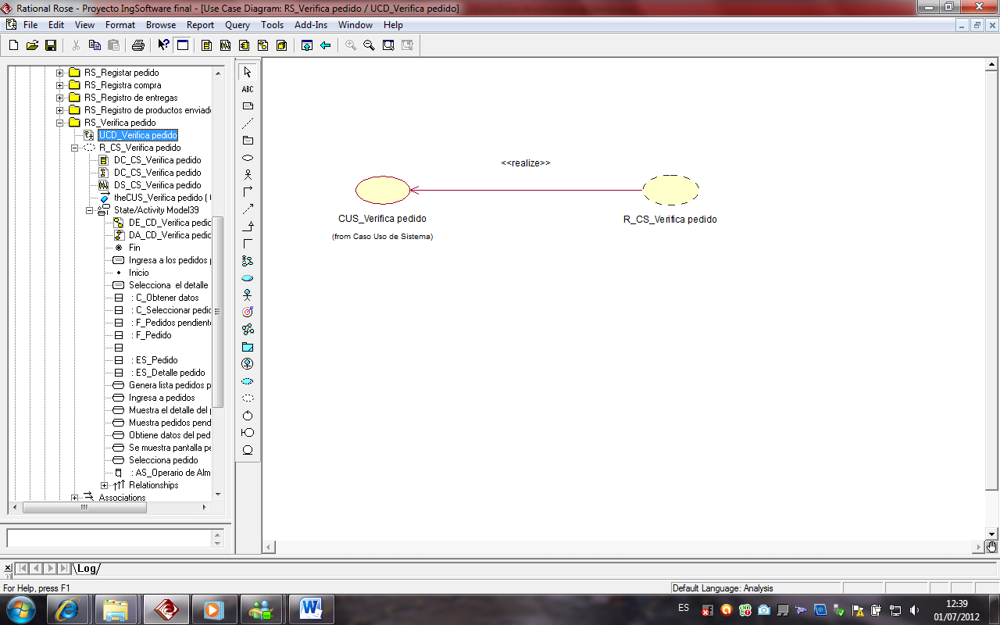 Rational Rose - Proyecto IngSoftware final - [Use Case Diagram: RS_Verifica pedido / UCD_Verifica pedido]
File Edit View Format Browse Report Query Tools Add-Ins Window Help
RS_Registar pedido
RS_Registra compra
RS_Registro de entregas
RS_Registro de productos enviado
RS_Verifica pedido
UCD_Verifica pedido
R_CS_Verifica pedido
DC_CS_Verifica pedido
DC_CS_Verifica pedido
DS_CS_Verifica pedido
theCUS_Verifica pedido (
State/Activity Model39
DE_CD_Verifica pedic
DA_CD_Verifica pedic
Fin
Ingresa a los pedidos p
Inicio
Selecciona el detalle
: C_Obtener datos
: C_Seleccionar pedic
: F_Pedidos pendient
: F_Pedido
: ES_Pedido
: ES_Detalle pedido
Genera lista pedidos p
Ingresa a pedidos
Muestra el detalle del p
Muestra pedidos pend
Obtiene datos del ped
Se muestra pantalla pe
Selecciona pedido
: AS_Operario de Alm
Relationships
Associations
ABC
<<realize>>
CUS_Verifica pedido
(from Caso Uso de Sistema)
R_CS_Verifica pedido
Log
For Help, press F1
Default Language: Analysis
ES
12:39
01/07/2012